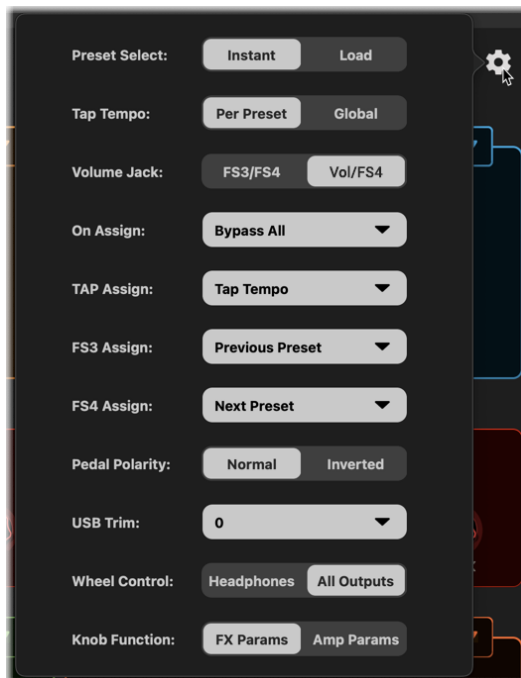 Preset Select: Instant Load
Tap Tempo: Per Preset Global
Volume Jack: FS3/FS4 Vol/FS4
On Assign: Bypass All
TAP Assign: Tap Tempo
FS3 Assign: Previous Preset
FS4 Assign: Next Preset
Pedal Polarity: Normal Inverted
USB Trim: 0
Wheel Control: Headphones All Outputs
Knob Function: FX Params Amp Params